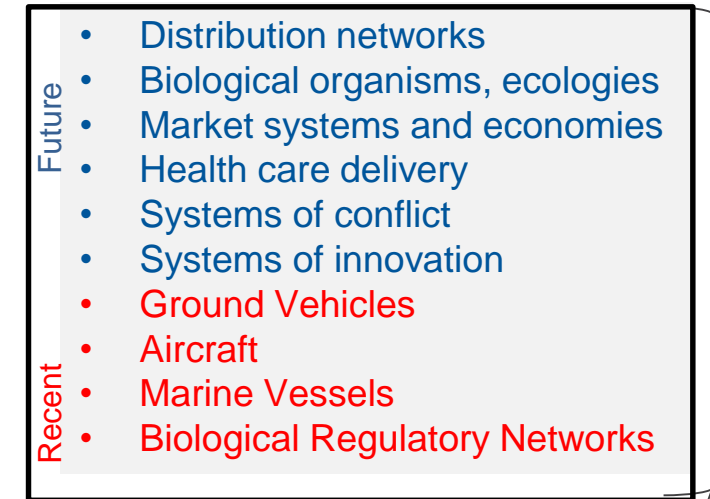 Future
• Distribution networks
• Biological organisms, ecologies
• Market systems and economies
• Health care delivery
• Systems of conflict
• Systems of innovation
Recent
• Ground Vehicles
• Aircraft
• Marine Vessels
• Biological Regulatory Networks